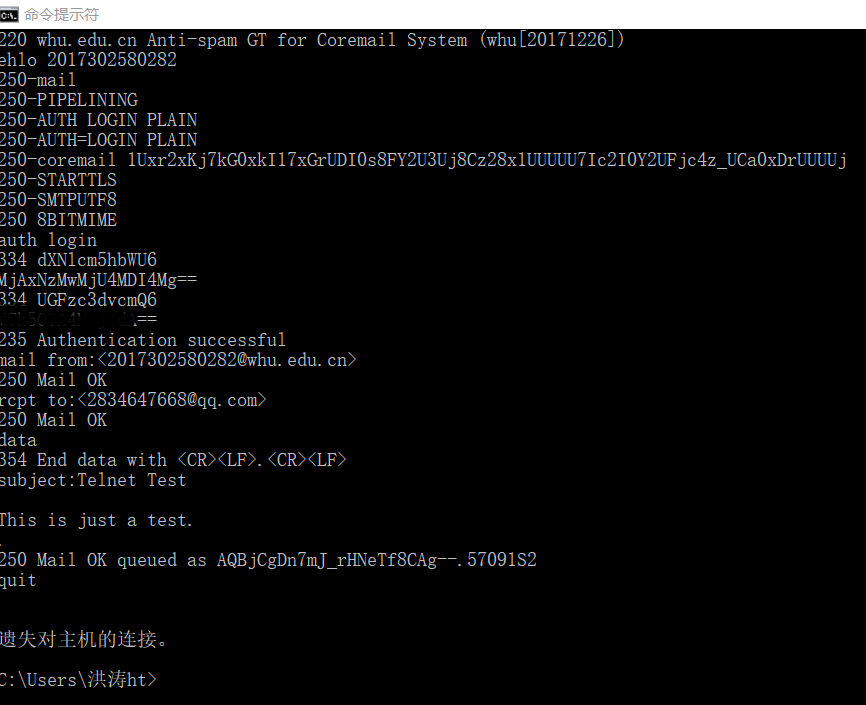 命令提示符
220 whu.edu.cn Anti-spam GT for Coremail System (whu[20171226])
ehlo 2017302580282
250-mail
250-PIPELINING
250-AUTH LOGIN PLAIN
250-AUTH=LOGIN PLAIN
250-coremail 1Uxr2xKj7kG0xkI17xGrUDI0s8FY2U3Uj8Cz28x1UUUUU7Ic2I0Y2UFjc4z_UCa0xDrUUUUj
250-STARTTLS
250-SMTPUTF8
250 8BITMIME
auth login
334 dXNlcm5hbWU6
MjAxNzMwMjU4MDI4Mg==
334 UGFzc3dvcmQ6
==
235 Authentication successful
mail from:<2017302580282@whu.edu.cn>
250 Mail OK
rcpt to:<2834647668@qq.com>
250 Mail OK
data
354 End data with <CR><LF>.<CR><LF>
subject:Telnet Test
This is just a test.
.
250 Mail OK queued as AQBjCgDn7mJ_rHNeTf8CAg--.57091S2
quit
遗失对主机的连接。
C:\Users\洪涛ht>